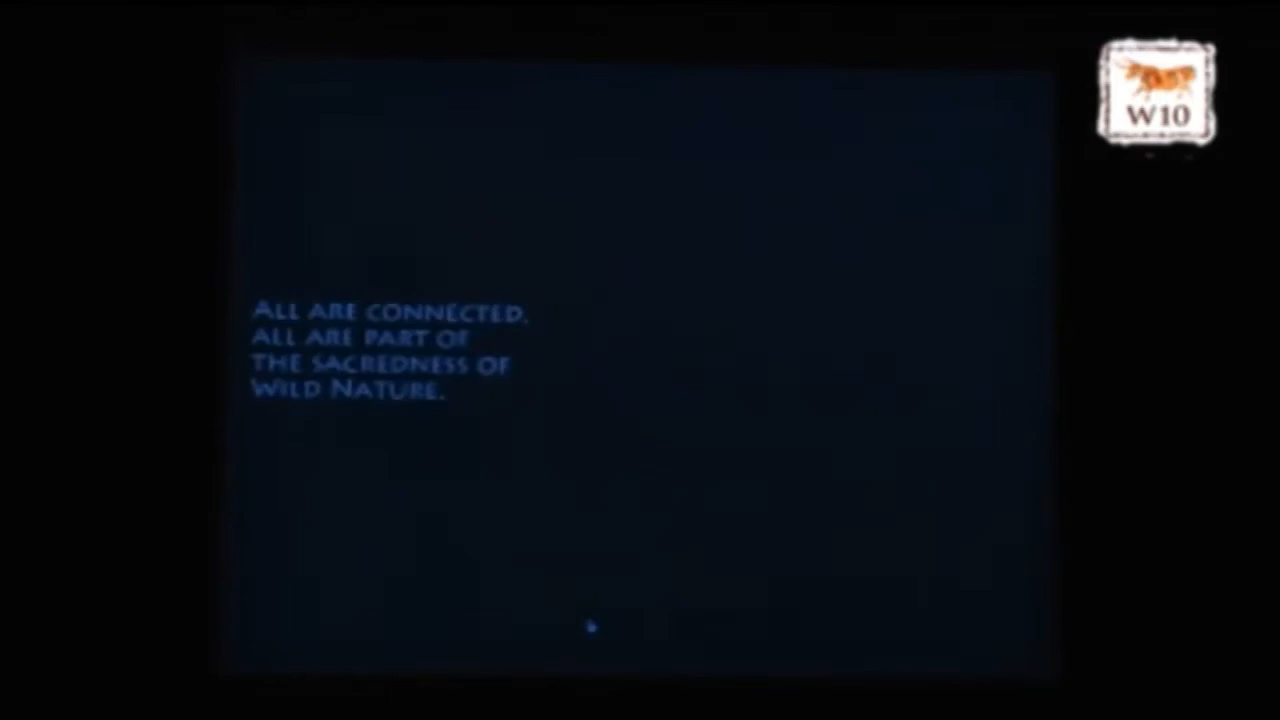 ALL ARE CONNECTED.
ALL ARE PART OF
THE SACREDNESS OF
WILD NATURE.
W10